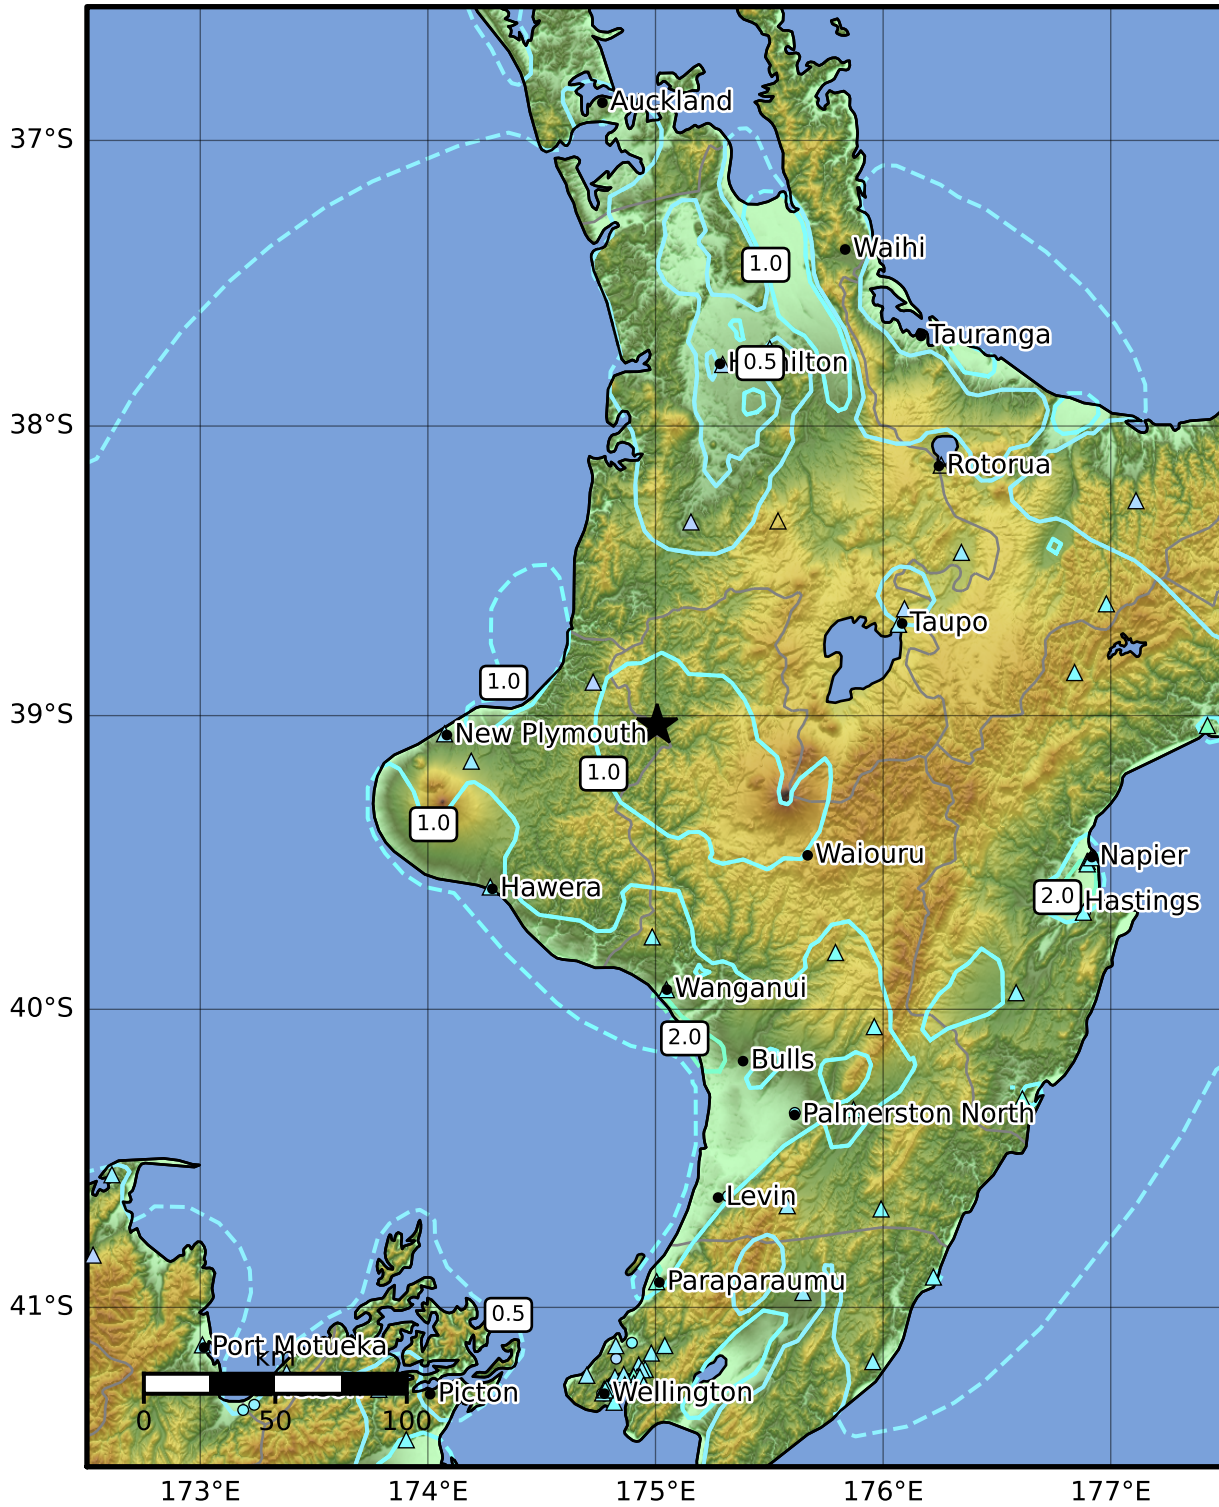 Auckland
37°S
Waihi
1.0
Tauranga
0.5
38°S
Rotorua
Taupo
1.0
39°S
New Plymouth
1.0
1.0
Waiouru
Napier
Hawera
2.0
Hastings
Wanganui
40°S
2.0
Bulls
Palmerston North
Levin
Paraparaumu
41°S
0.5
Port Motueka
km
Picton
Wellington
0
50
100
173°E
174°E
175°E
176°E
177°E